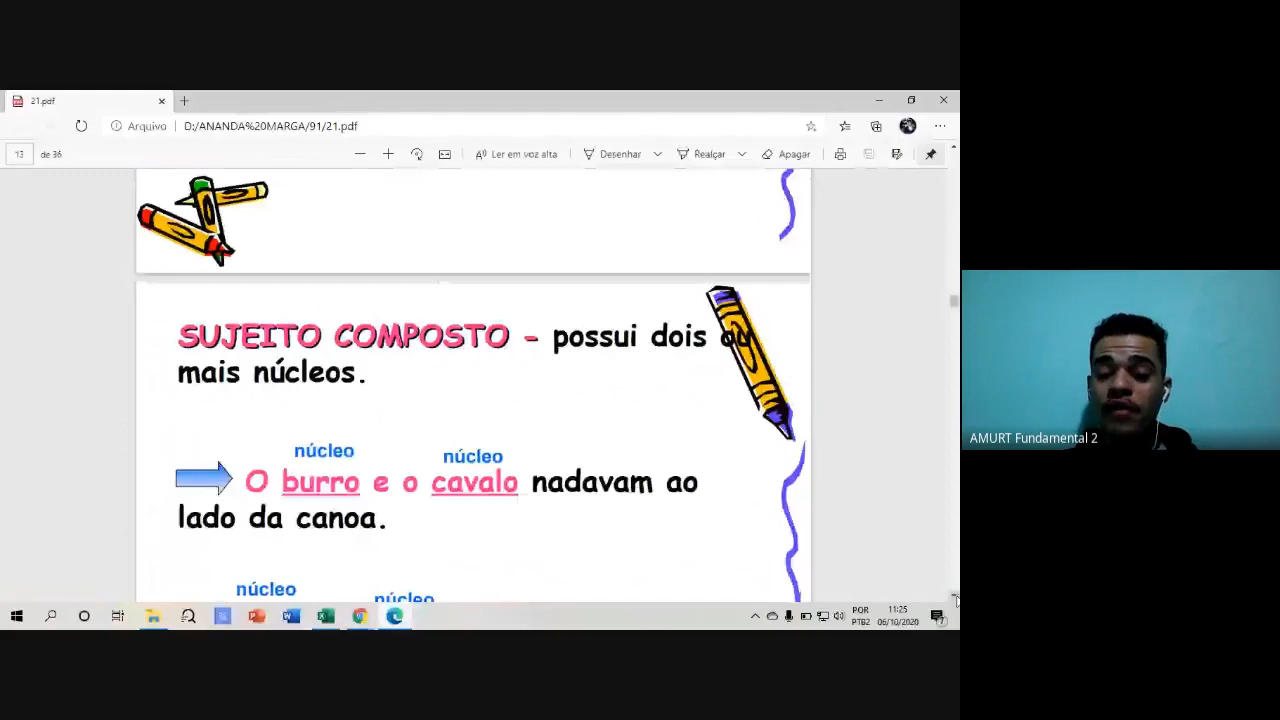 21.pdf
Arquivo D:/ANANDA%20MARGA/91/21.pdf
13 de 36 Ler em voz alta Desenhar Realçar Apagar
SUJEITO COMPOSTO - possui dois ou
mais núcleos.
núcleo núcleo
O burro e o cavalo nadavam ao
lado da canoa.
núcleo núcleo
AMURT Fundamental 2
POR 11:25
PTB2 06/10/2020